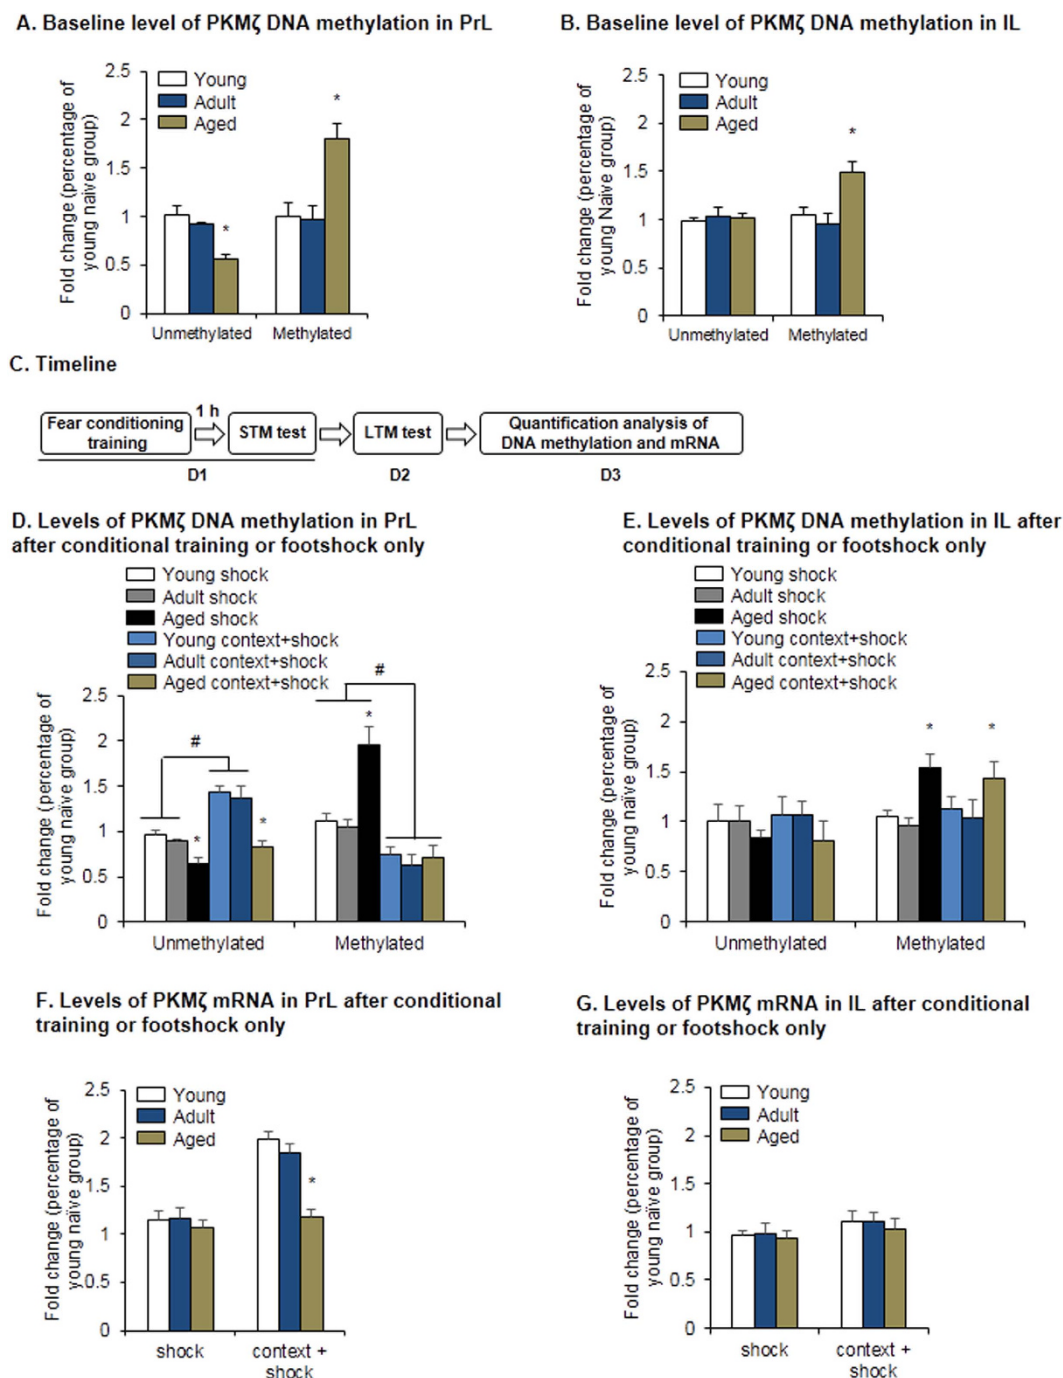 A. Baseline level of PKMζ DNA methylation in PrL
Fold change (percentage of
young naïve group)
2.5
2
1.5
1
0.5
0
Young
Adult
Aged
*
*
Unmethylated
Methylated
B. Baseline level of PKMζ DNA methylation in IL
Fold change (percentage of
young Naïve group)
2.5
2
1.5
1
0.5
0
Young
Adult
Aged
*
Unmethylated
Methylated
C. Timeline
Fear conditioning
training
1 h
STM test
LTM test
Quantification analysis of
DNA methylation and mRNA
D1
D2
D3
D. Levels of PKMζ DNA methylation in PrL
after conditional training or footshock only
Young shock
Adult shock
Aged shock
Young context+shock
Adult context+shock
Aged context+shock
Fold change (percentage of
young naïve group)
2.5
2
1.5
1
0.5
0
#
*
*
#
*
Unmethylated
Methylated
E. Levels of PKMζ DNA methylation in IL after
conditional training or footshock only
Young shock
Adult shock
Aged shock
Young context+shock
Adult context+shock
Aged context+shock
Fold change (percentage of
young naïve group)
2.5
2
1.5
1
0.5
0
*
*
Unmethylated
Methylated
F. Levels of PKMζ mRNA in PrL after conditional
training or footshock only
Fold change (percentage of
young naïve group)
2.5
2
1.5
1
0.5
0
Young
Adult
Aged
*
shock
context +
shock
G. Levels of PKMζ mRNA in IL after conditional
training or footshock only
Fold change (percentage of
young naïve group)
2.5
2
1.5
1
0.5
0
Young
Adult
Aged
shock
context +
shock